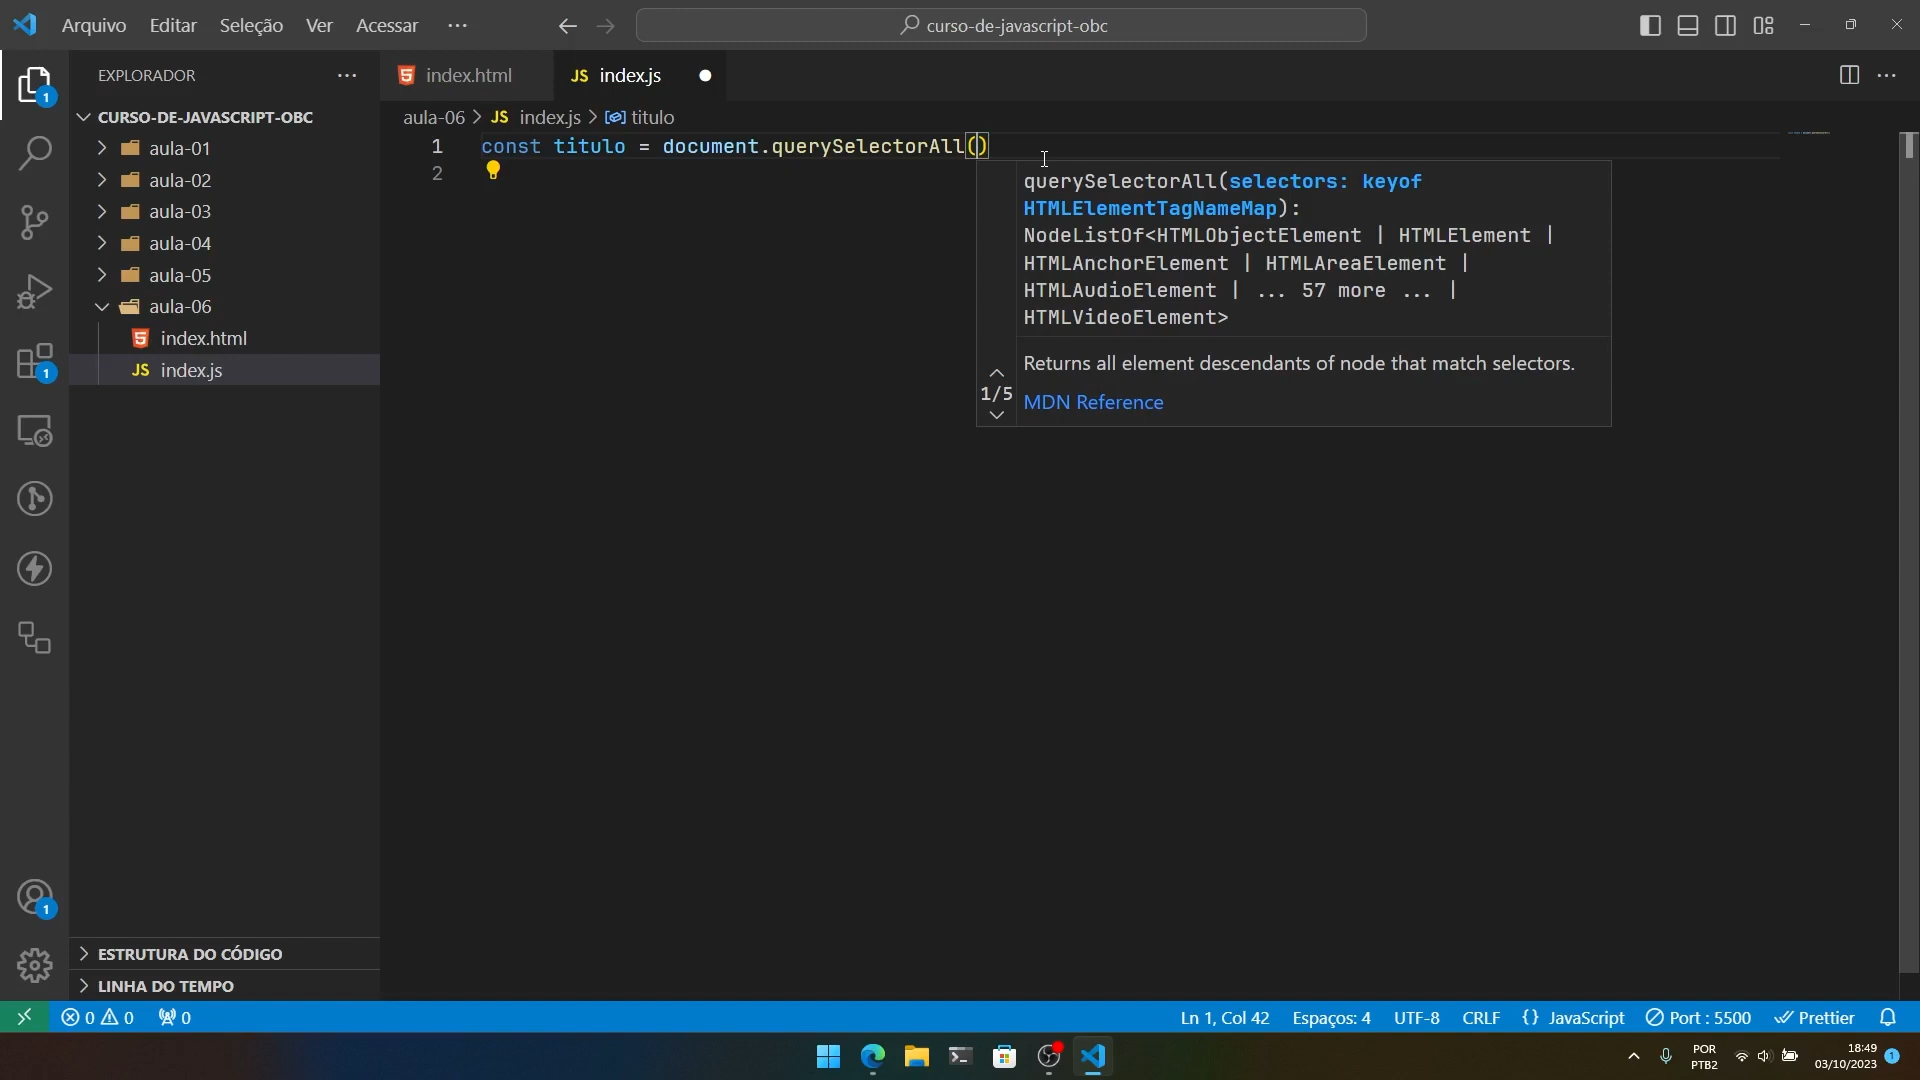 Arquivo Editar Seleção Ver Acessar ··· curso-de-javascript-obc
EXPLORADOR ···
CURSO-DE-JAVASCRIPT-OBC
aula-01
aula-02
aula-03
aula-04
aula-05
aula-06
index.html
JS index.js
ESTRUTURA DO CÓDIGO
LINHA DO TEMPO
1
1
1
index.html JS index.js
aula-06 > JS index.js > titulo
1 const titulo = document.querySelectorAll()
2
querySelectorAll(selectors: keyof
HTMLElementTagNameMap):
NodeListOf<HTMLObjectElement | HTMLElement |
HTMLAnchorElement | HTMLAreaElement |
HTMLAudioElement | ... 57 more ... |
HTMLVideoElement>
1/5
Returns all element descendants of node that match selectors.
MDN Reference
0 0 0 Ln 1, Col 42 Espaços: 4 UTF-8 CRLF {} JavaScript Port : 5500 Prettier
POR
PTB2
18:49
03/10/2023
1